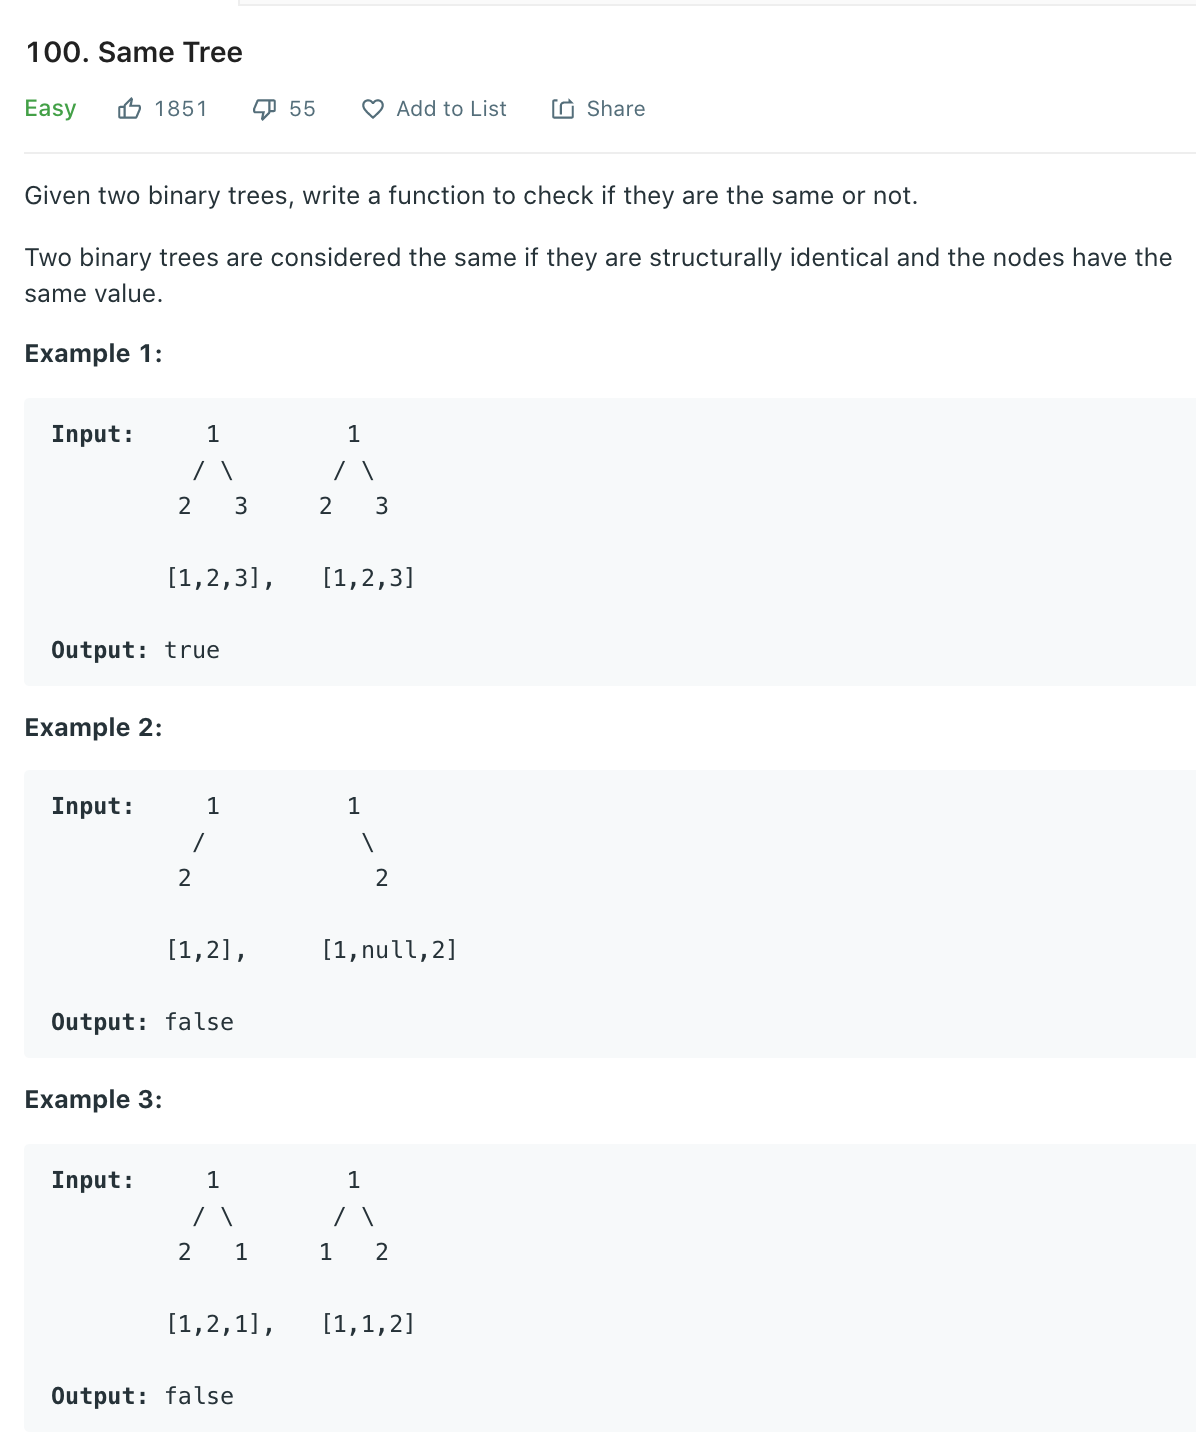 100. Same Tree
Easy 1851 55 Add to List Share
Given two binary trees, write a function to check if they are the same or not.
Two binary trees are considered the same if they are structurally identical and the nodes have the
same value.
Example 1:
Input:     1         1
          / \       / \
         2   3     2   3
        [1,2,3],   [1,2,3]
Output: true
Example 2:
Input:     1         1
          /           \
         2             2
        [1,2],     [1,null,2]
Output: false
Example 3:
Input:     1         1
          / \       / \
         2   1     1   2
        [1,2,1],   [1,1,2]
Output: false